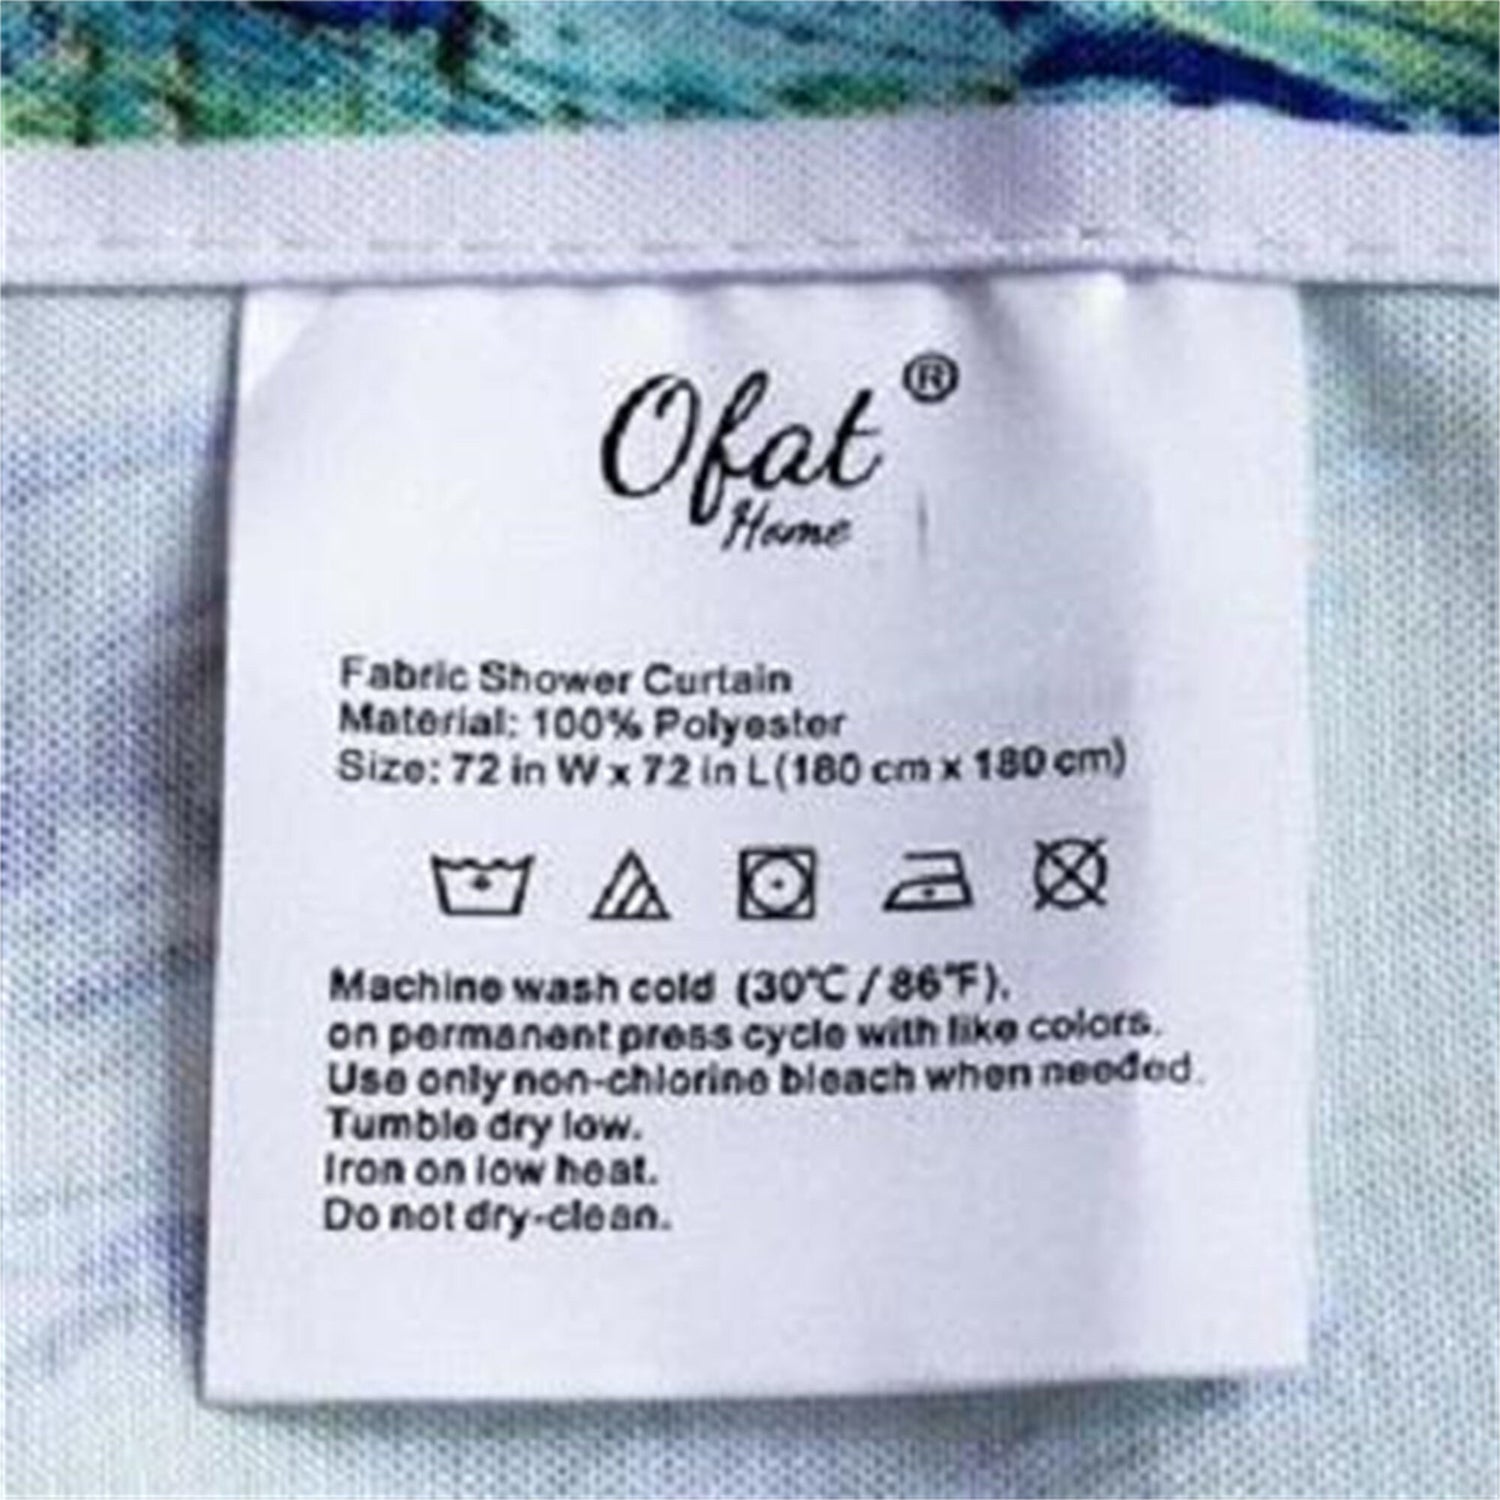 Ofat ®
Home
Fabric Shower Curtain
Material: 100% Polyester
Size: 72 in W x 72 in L (180 cm x 180 cm)
Machine wash cold (30℃ / 86℉).
on permanent press cycle with like colors.
Use only non-chlorine bleach when needed.
Tumble dry low.
Iron on low heat.
Do not dry-clean.